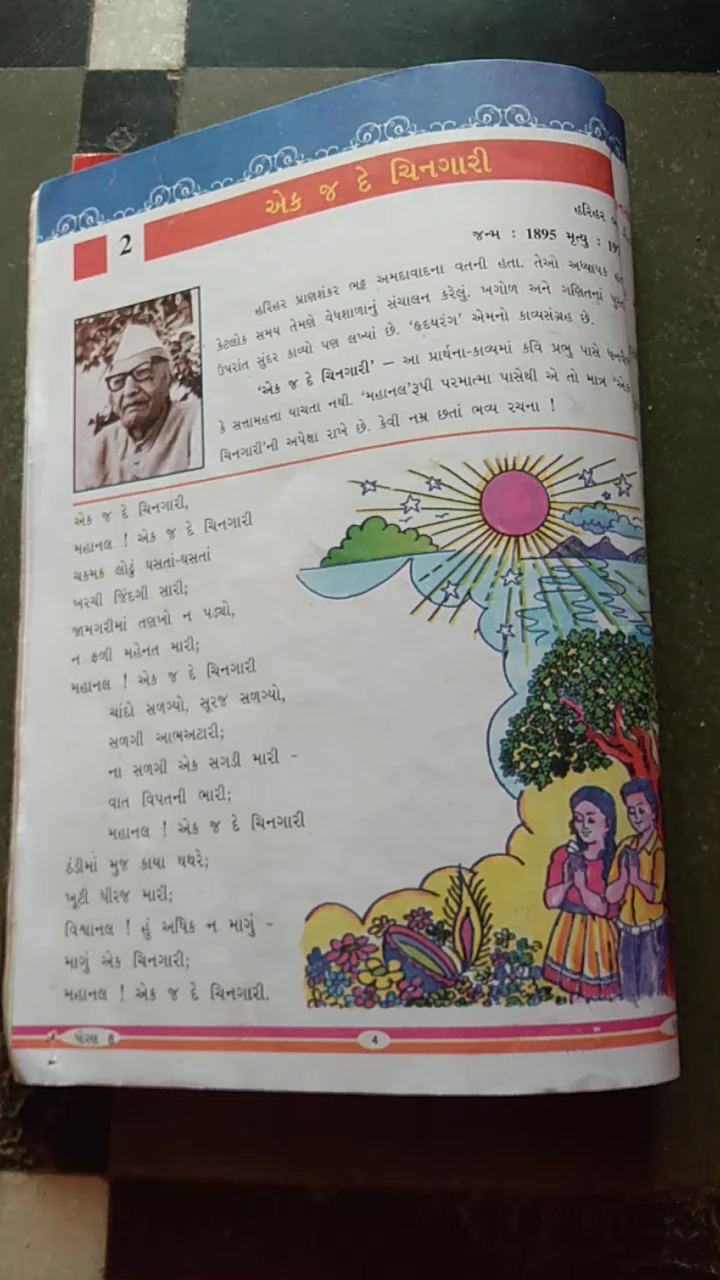 એક જ દે ચિનગારી
2
હરિહર
જન્મ : 1895 મૃત્યુ :
હરિહર પ્રાણશંકર ભટ્ટ અમદાવાદના વતની હતા. તેઓ અધ્યાપક
કેટલોક સમય તેમણે વેધશાળાનું સંચાલન કરેલું. ખગોળ અને ગણિતનાં
ઉપરાંત સુંદર કાવ્યો પણ લખ્યાં છે. ‘હૃદયરંગ’ એમનો કાવ્યસંગ્રહ છે.
‘એક જ દે ચિનગારી’ – આ પ્રાર્થના-કાવ્યમાં કવિ પ્રભુ પાસે
કે સત્તામહત્તા યાચતા નથી. ‘મહાનલ’રૂપી પરમાત્મા પાસેથી એ તો માત્ર ‘એક
ચિનગારી’ની અપેક્ષા રાખે છે. કેવી નમ્ર છતાં ભવ્ય રચના !
એક જ દે ચિનગારી,
મહાનલ ! એક જ દે ચિનગારી
ચકમક લોઢું ઘસતાં-ઘસતાં
ખરચી જિંદગી સારી;
જામગરીમાં તણખો ન પડ્યો,
ન ફળી મહેનત મારી;
મહાનલ ! એક જ દે ચિનગારી
ચાંદો સળગ્યો, સુરજ સળગ્યો,
સળગી આભઅટારી;
ના સળગી એક સગડી મારી -
વાત વિપતની ભારી;
મહાનલ ! એક જ દે ચિનગારી
ઠંડીમાં મુજ કાયા થથરે;
ખૂટી ધીરજ મારી;
વિશ્વાનલ ! હું અધિક ન માગું -
માગું એક ચિનગારી;
મહાનલ ! એક જ દે ચિનગારી.
ધોરણ 8
4